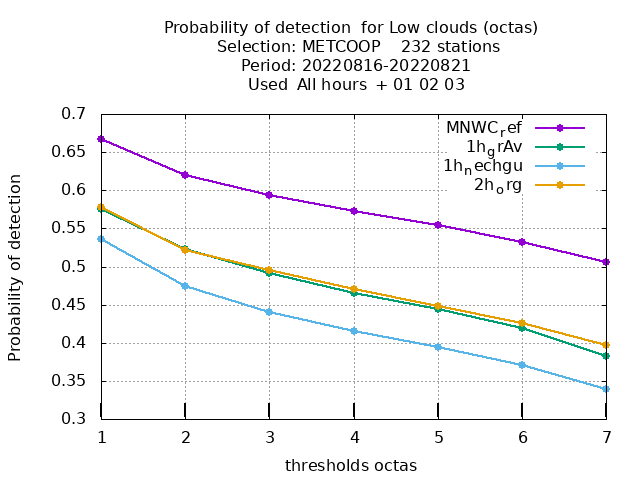 Probability of detection  for Low clouds (octas)
Selection: METCOOP    232 stations
Period: 20220816-20220821
Used  All hours  + 01 02 03
0.7
0.65
0.6
0.55
0.5
0.45
0.4
0.35
0.3
Probability of detection
MNWC_ref
1h_grAv
1h_nechgu
2h_org
1 2 3 4 5 6 7
thresholds octas